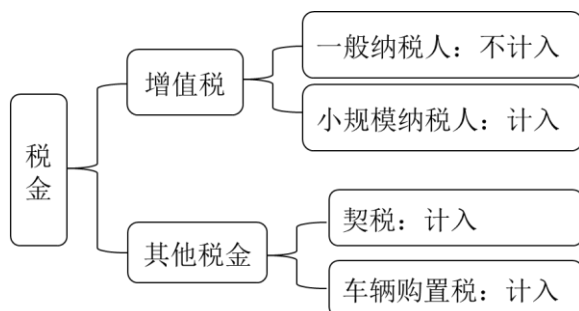 税金
增值税
一般纳税人：不计入
小规模纳税人：计入
其他税金
契税：计入
车辆购置税：计入